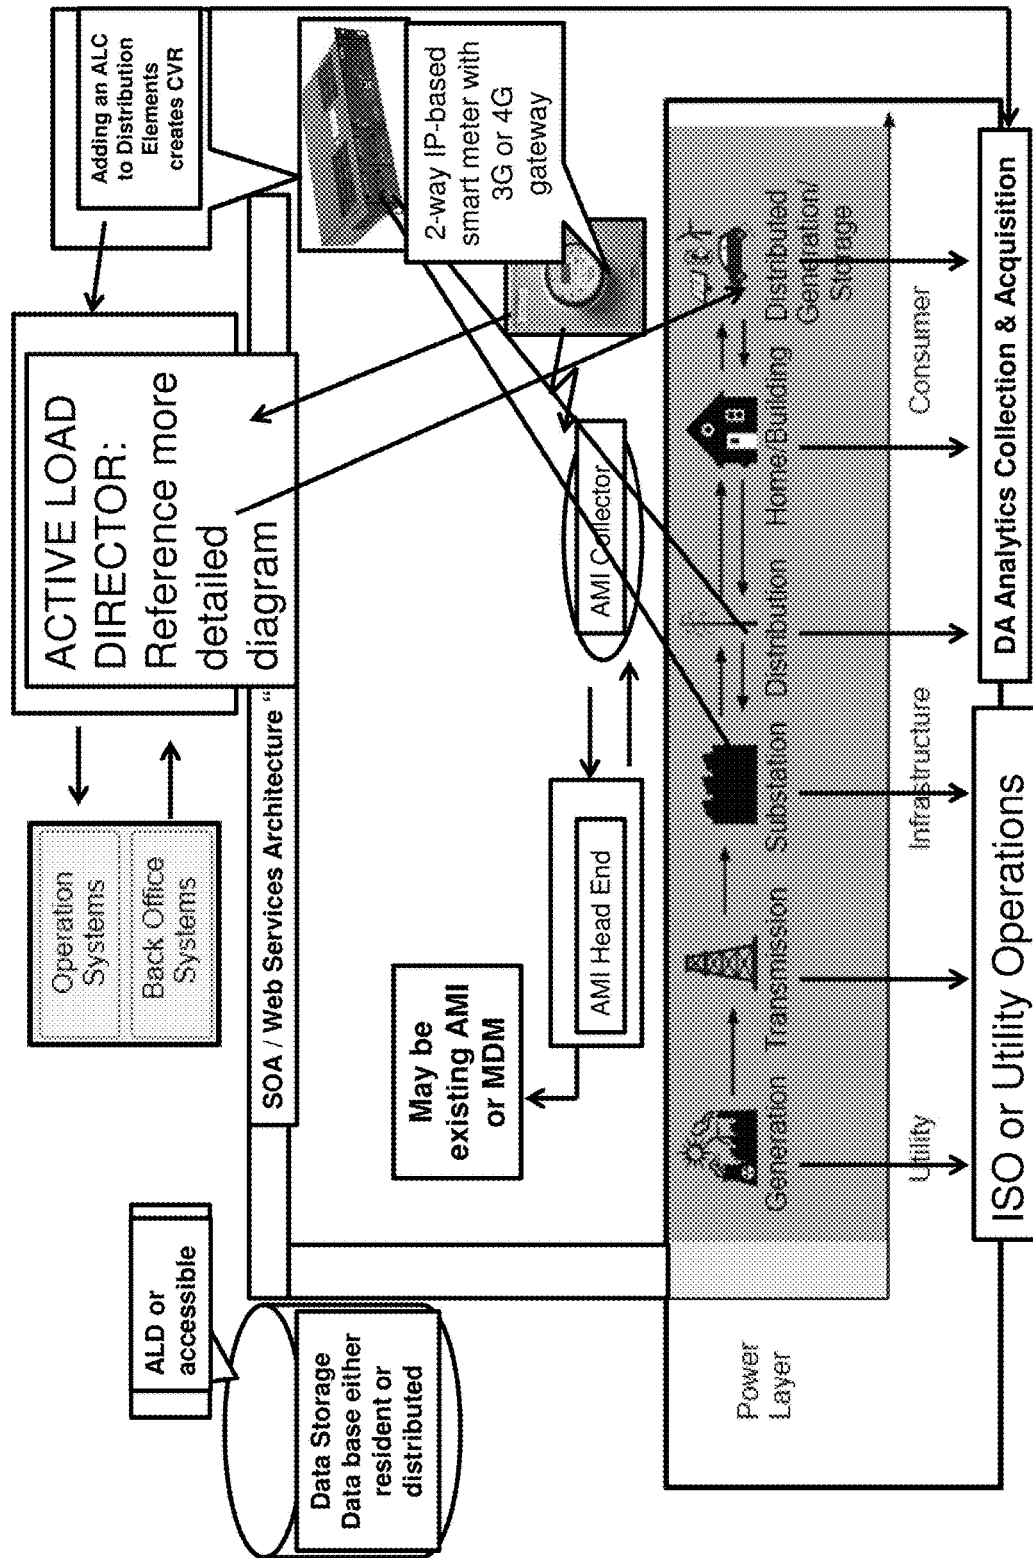 ALD or
accessible
Data Storage
Data base either
resident or
distributed
Operation
Systems
Back Office
Systems
ACTIVE LOAD
DIRECTOR:
Reference more
detailed
diagram
Adding an ALC
to Distribution
Elements
creates CVR
SOA / Web Services Architecture "
2-way IP-based
smart meter with
3G or 4G
gateway
May be
existing AMI
or MDM
AMI Head End
AMI Collector
Power
Layer
Generation
Transmission
Substation
Distribution
Home/Building
Distributed
Generation/
Storage
Utility
Infrastructure
Consumer
ISO or Utility Operations
DA Analytics Collection & Acquisition